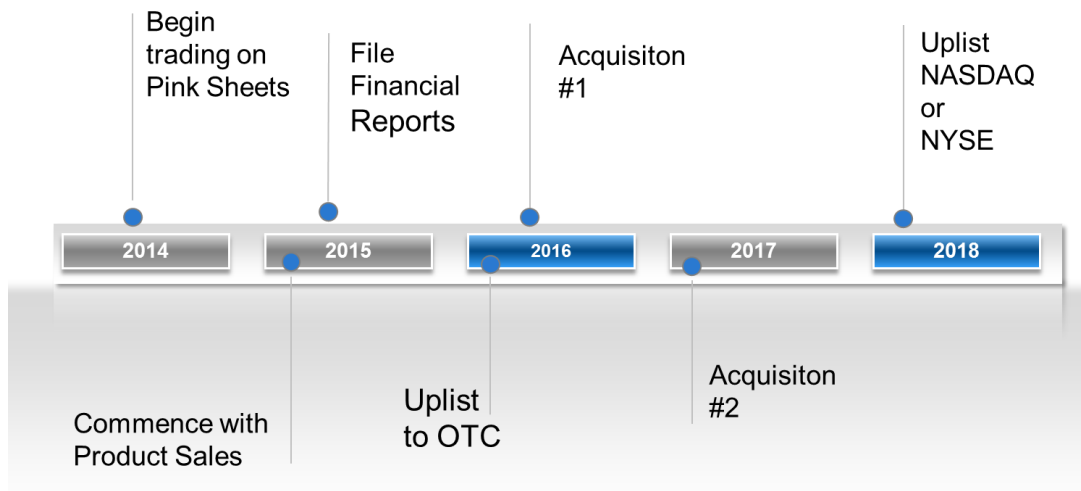 Begin
trading on
Pink Sheets
File
Financial
Reports
Acquisiton
#1
Uplist
NASDAQ
or
NYSE
2014
2015
2016
2017
2018
Commence with
Product Sales
Uplist
to OTC
Acquisiton
#2